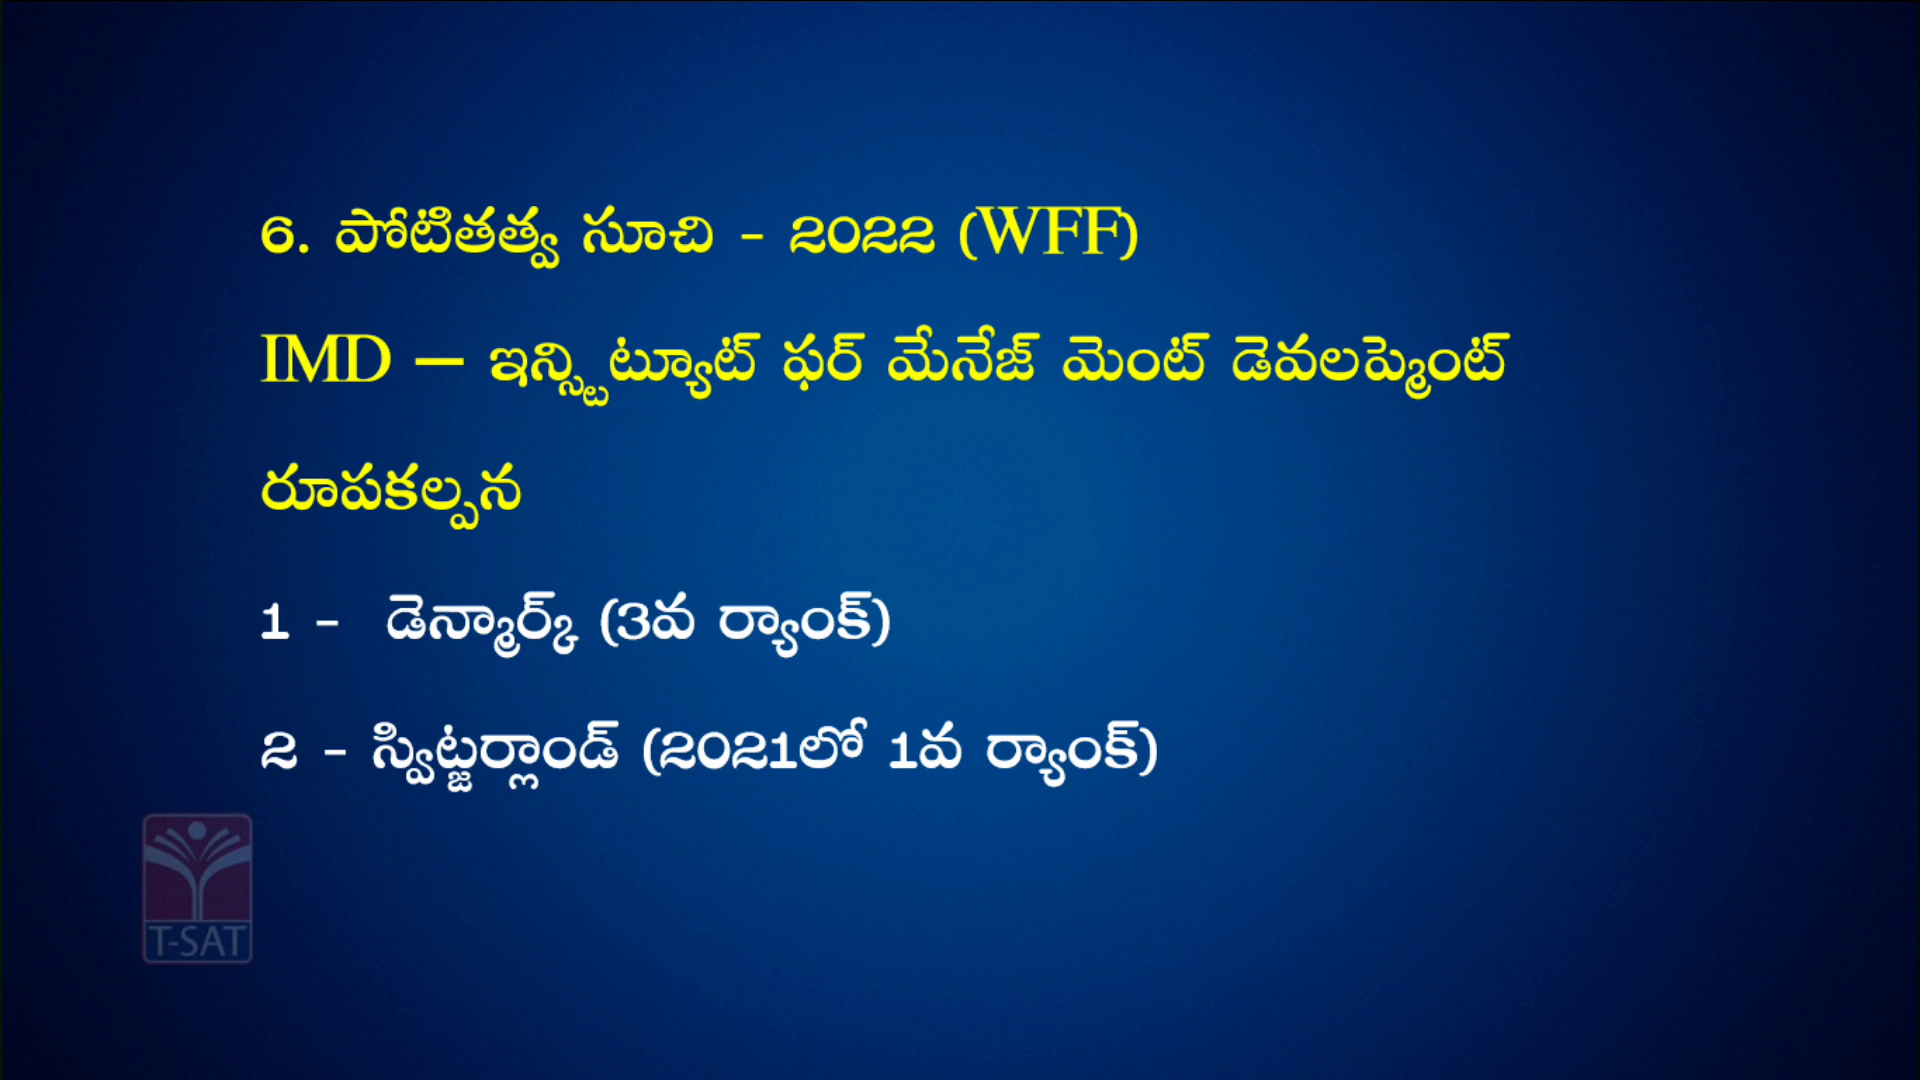 6. పోటితత్వ సూచి - 2022 (WFF)
IMD – ఇన్స్టిట్యూట్ ఫర్ మేనేజ్ మెంట్ డెవలప్మెంట్
రూపకల్పన
1 - డెన్మార్క్ (3వ ర్యాంక్)
2 - స్విట్జర్లాండ్ (2021లో 1వ ర్యాంక్)
T-SAT